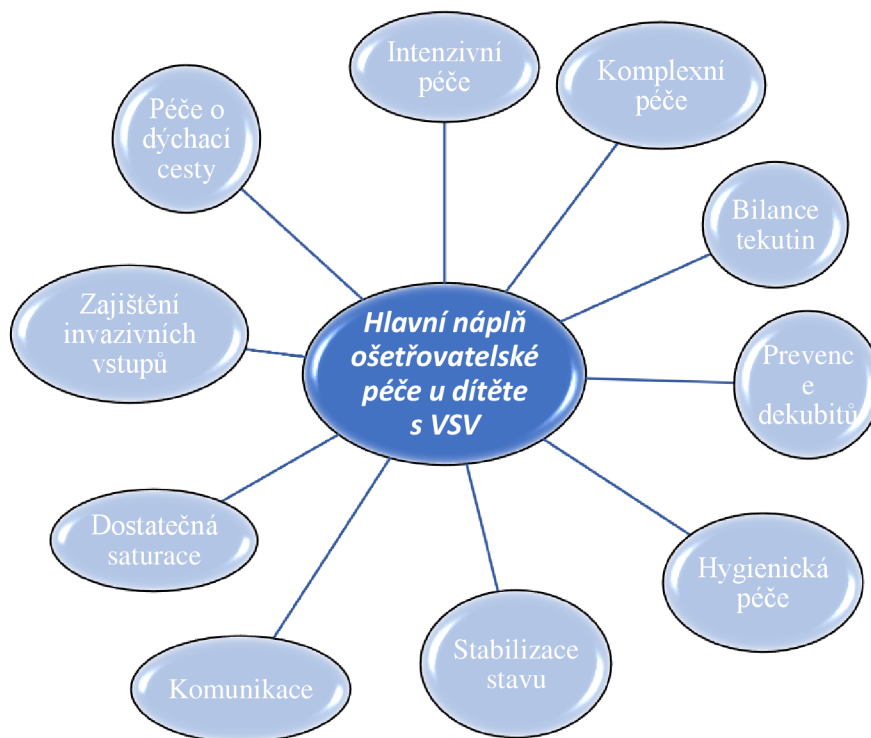 Intenzivní
péče
Komplexní
péče
Péče o
dýchací
cesty
Bilance
tekutin
Zajištění
invazivních
vstupů
Hlavní náplň
ošetřovatelské
péče u dítěte
s VSV
Prevenc
e
dekubitů
Dostatečná
saturace
Hygienická
péče
Stabilizace
stavu
Komunikace